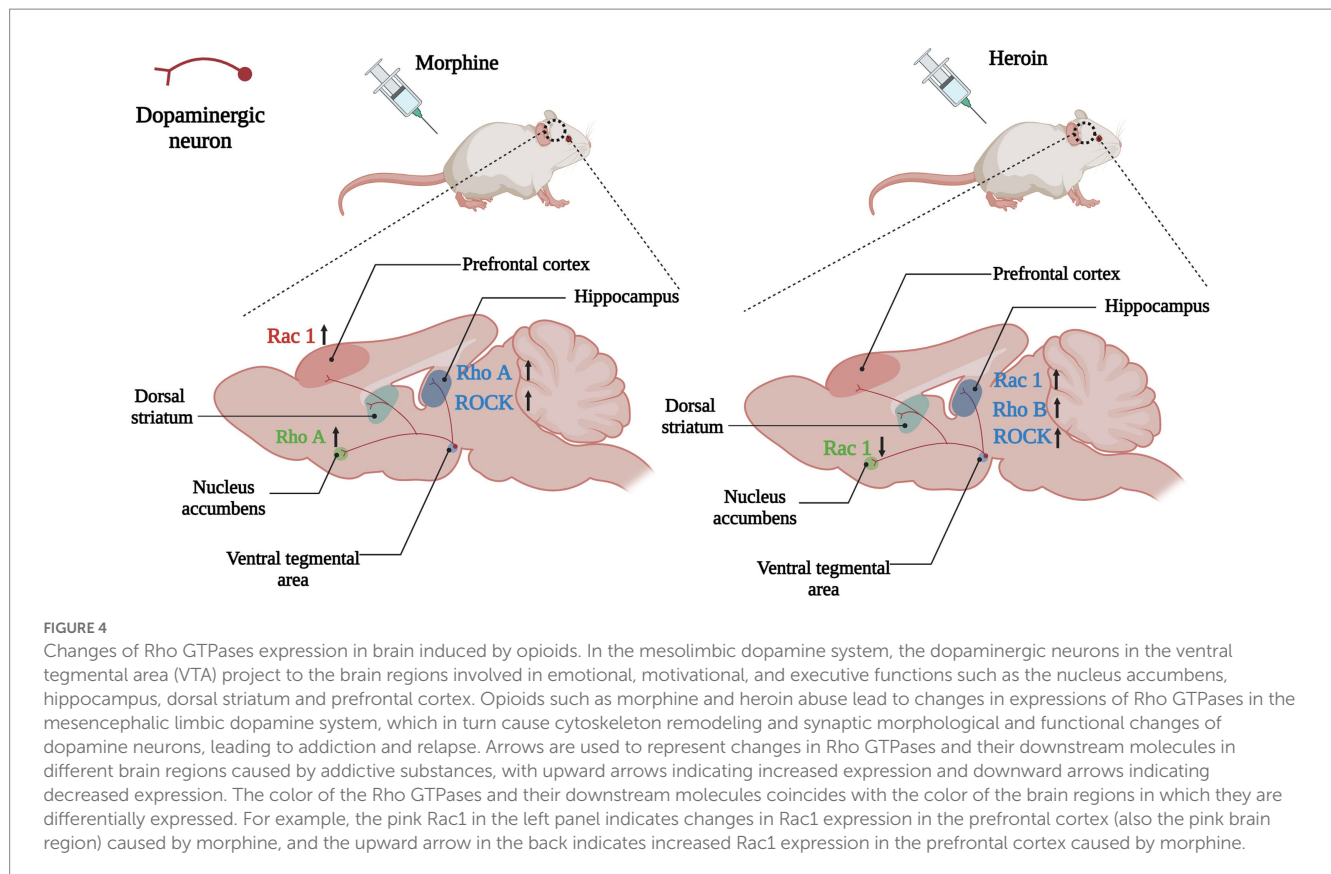 Dopaminergic
neuron
Morphine
Prefrontal cortex
Hippocampus
Rac 1
Rho A
ROCK
Dorsal
striatum
Rho A
Nucleus
accumbens
Ventral tegmental
area
Heroin
Prefrontal cortex
Hippocampus
Rac 1
Rho B
ROCK
Dorsal
striatum
Rac 1
Nucleus
accumbens
Ventral tegmental
area
FIGURE 4
Changes of Rho GTPases expression in brain induced by opioids. In the mesolimbic dopamine system, the dopaminergic neurons in the ventral
tegmental area (VTA) project to the brain regions involved in emotional, motivational, and executive functions such as the nucleus accumbens,
hippocampus, dorsal striatum and prefrontal cortex. Opioids such as morphine and heroin abuse lead to changes in expressions of Rho GTPases in the
mesencephalic limbic dopamine system, which in turn cause cytoskeleton remodeling and synaptic morphological and functional changes of
dopamine neurons, leading to addiction and relapse. Arrows are used to represent changes in Rho GTPases and their downstream molecules in
different brain regions caused by addictive substances, with upward arrows indicating increased expression and downward arrows indicating
decreased expression. The color of the Rho GTPases and their downstream molecules coincides with the color of the brain regions in which they are
differentially expressed. For example, the pink Rac1 in the left panel indicates changes in Rac1 expression in the prefrontal cortex (also the pink brain
region) caused by morphine, and the upward arrow in the back indicates increased Rac1 expression in the prefrontal cortex caused by morphine.